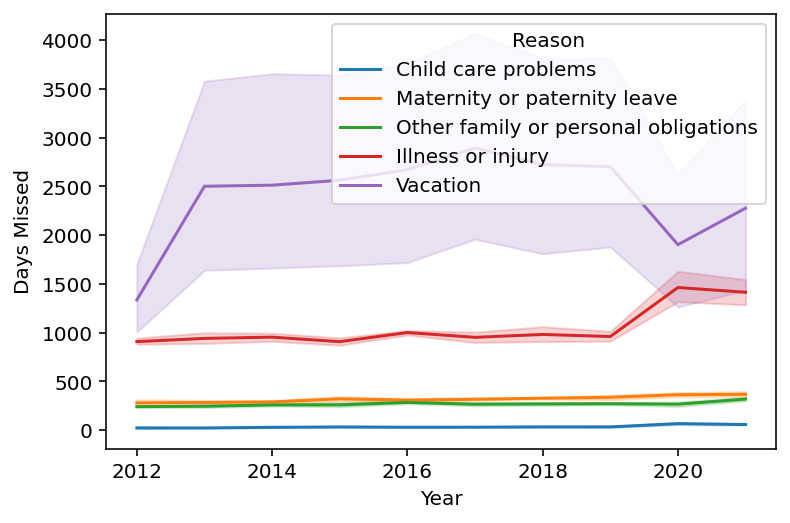 Reason
Child care problems
Maternity or paternity leave
Other family or personal obligations
Illness or injury
Vacation
4000
3500
3000
2500
2000
1500
1000
500
0
Days Missed
2012
2014
2016
2018
2020
Year